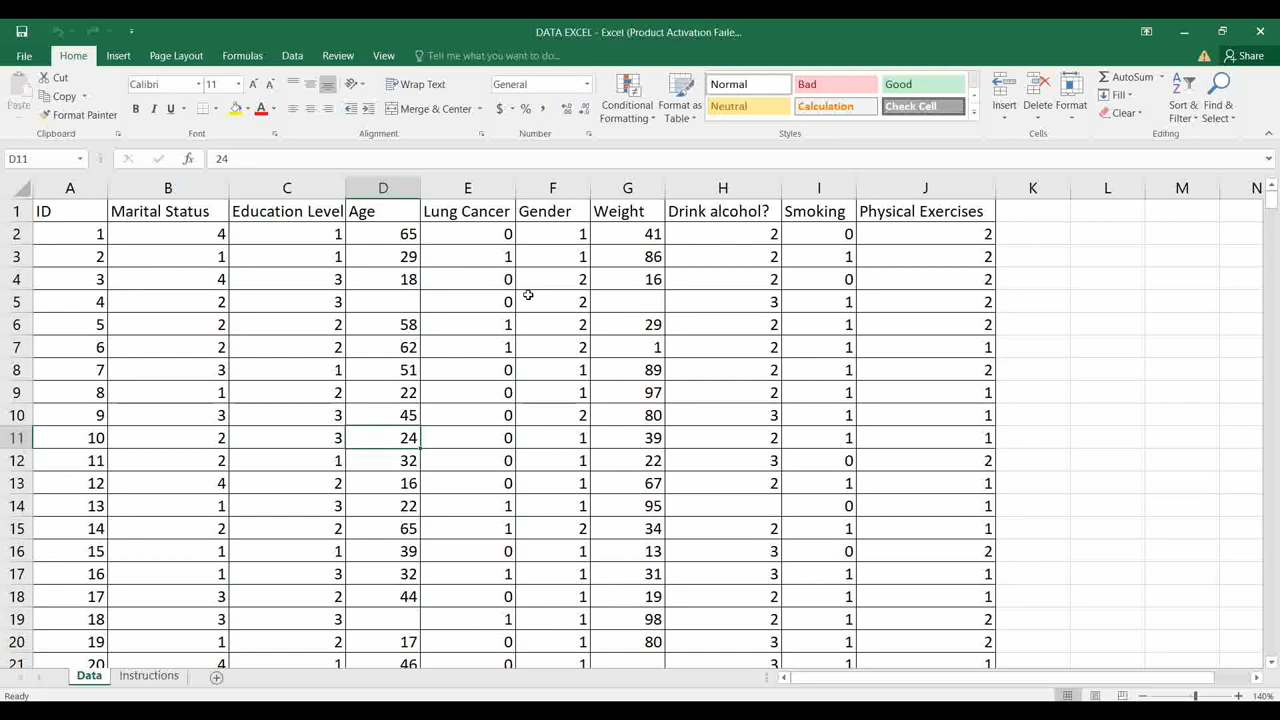 DATA EXCEL - Excel (Product Activation Faile...
File Home Insert Page Layout Formulas Data Review View Tell me what you want to do... Share
Paste Cut Copy Format Painter Clipboard
Calibri 11 A A B I U A Font
Wrap Text Merge & Center Alignment
General $ % , Number
Conditional Formatting Format as Table Normal Bad Good Neutral Calculation Check Cell Styles
Insert Delete Format Cells
AutoSum Fill Clear Sort & Filter Find & Select Editing
D11 fx 24
A B C D E F G H I J K L M N
1 ID Marital Status Education Level Age Lung Cancer Gender Weight Drink alcohol? Smoking Physical Exercises
2 1 4 1 65 0 1 41 2 0 2
3 2 1 1 29 1 1 86 2 1 2
4 3 4 3 18 0 2 16 2 0 2
5 4 2 3 0 2 3 1 2
6 5 2 2 58 1 2 29 2 1 2
7 6 2 2 62 1 2 1 2 1 1
8 7 3 1 51 0 1 89 2 1 2
9 8 1 2 22 0 1 97 2 1 1
10 9 3 3 45 0 2 80 3 1 1
11 10 2 3 24 0 1 39 2 1 1
12 11 2 1 32 0 1 22 3 0 2
13 12 4 2 16 0 1 67 2 1 1
14 13 1 3 22 1 1 95 0 1
15 14 2 2 65 1 2 34 2 1 1
16 15 1 1 39 0 1 13 3 0 2
17 16 1 3 32 1 1 31 3 1 1
18 17 3 2 44 0 1 19 2 1 1
19 18 3 3 1 1 98 2 1 2
20 19 1 2 17 0 1 80 3 1 2
21 20 4 1 46 0 1 3 1 1
Data Instructions
Ready 140%